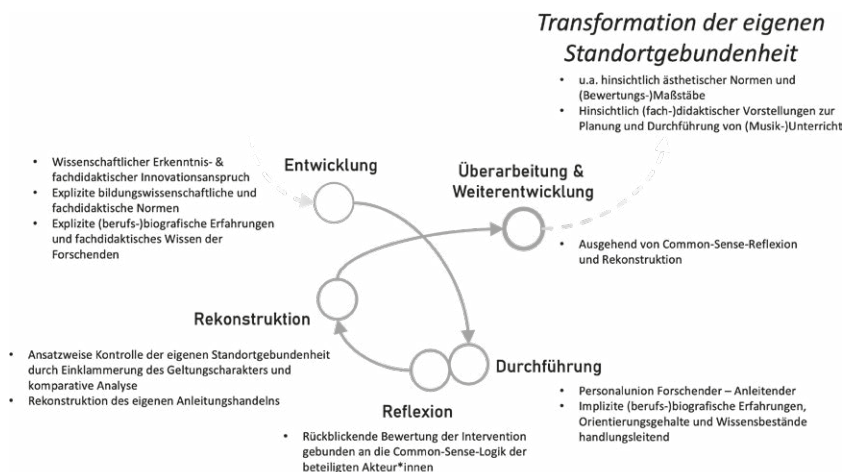 Transformation der eigenen
Standortgebundenheit
• u.a. hinsichtlich ästhetischer Normen und
(Bewertungs-)Maßstäbe
• Hinsichtlich (fach-)didaktischer Vorstellungen zur
Planung und Durchführung von (Musik-)Unterricht
Entwicklung
• Wissenschaftlicher Erkenntnis- &
fachdidaktischer Innovationsanspruch
• Explizite bildungswissenschaftliche und
fachdidaktische Normen
• Explizite (berufs-)biografische Erfahrungen
und fachdidaktisches Wissen der
Forschenden
Überarbeitung &
Weiterentwicklung
• Ausgehend von Common-Sense-Reflexion
und Rekonstruktion
Rekonstruktion
• Ansatzweise Kontrolle der eigenen Standortgebundenheit
durch Einklammerung des Geltungscharakters und
komparative Analyse
• Rekonstruktion des eigenen Anleitungshandelns
Durchführung
• Personalunion Forschender – Anleitender
• Implizite (berufs-)biografische Erfahrungen,
Orientierungsgehalte und Wissensbestände
handlungsleitend
Reflexion
• Rückblickende Bewertung der Intervention
gebunden an die Common-Sense-Logik der
beteiligten Akteur*innen